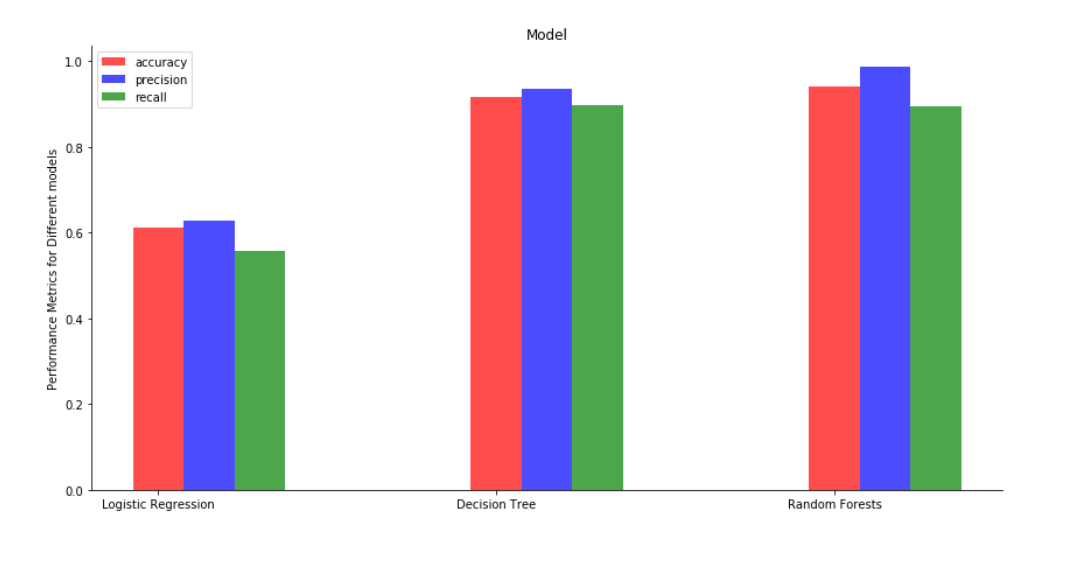 Model
accuracy
precision
recall
Performance Metrics for Different models
1.0
0.8
0.6
0.4
0.2
0.0
Logistic Regression
Decision Tree
Random Forests